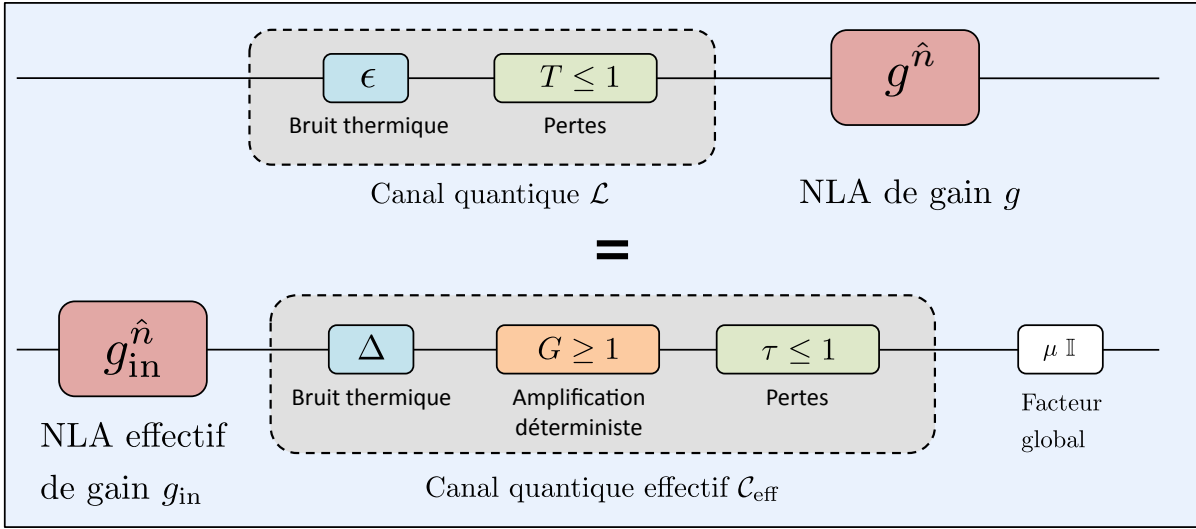 ϵ
T ≤ 1
g^n̂
Bruit thermique
Pertes
Canal quantique ℒ
NLA de gain g
=
g_in^n̂
Δ
G ≥ 1
τ ≤ 1
μ 𝕀
Bruit thermique
Amplification
déterministe
Pertes
Facteur
global
NLA effectif
de gain g_in
Canal quantique effectif 𝒞_eff